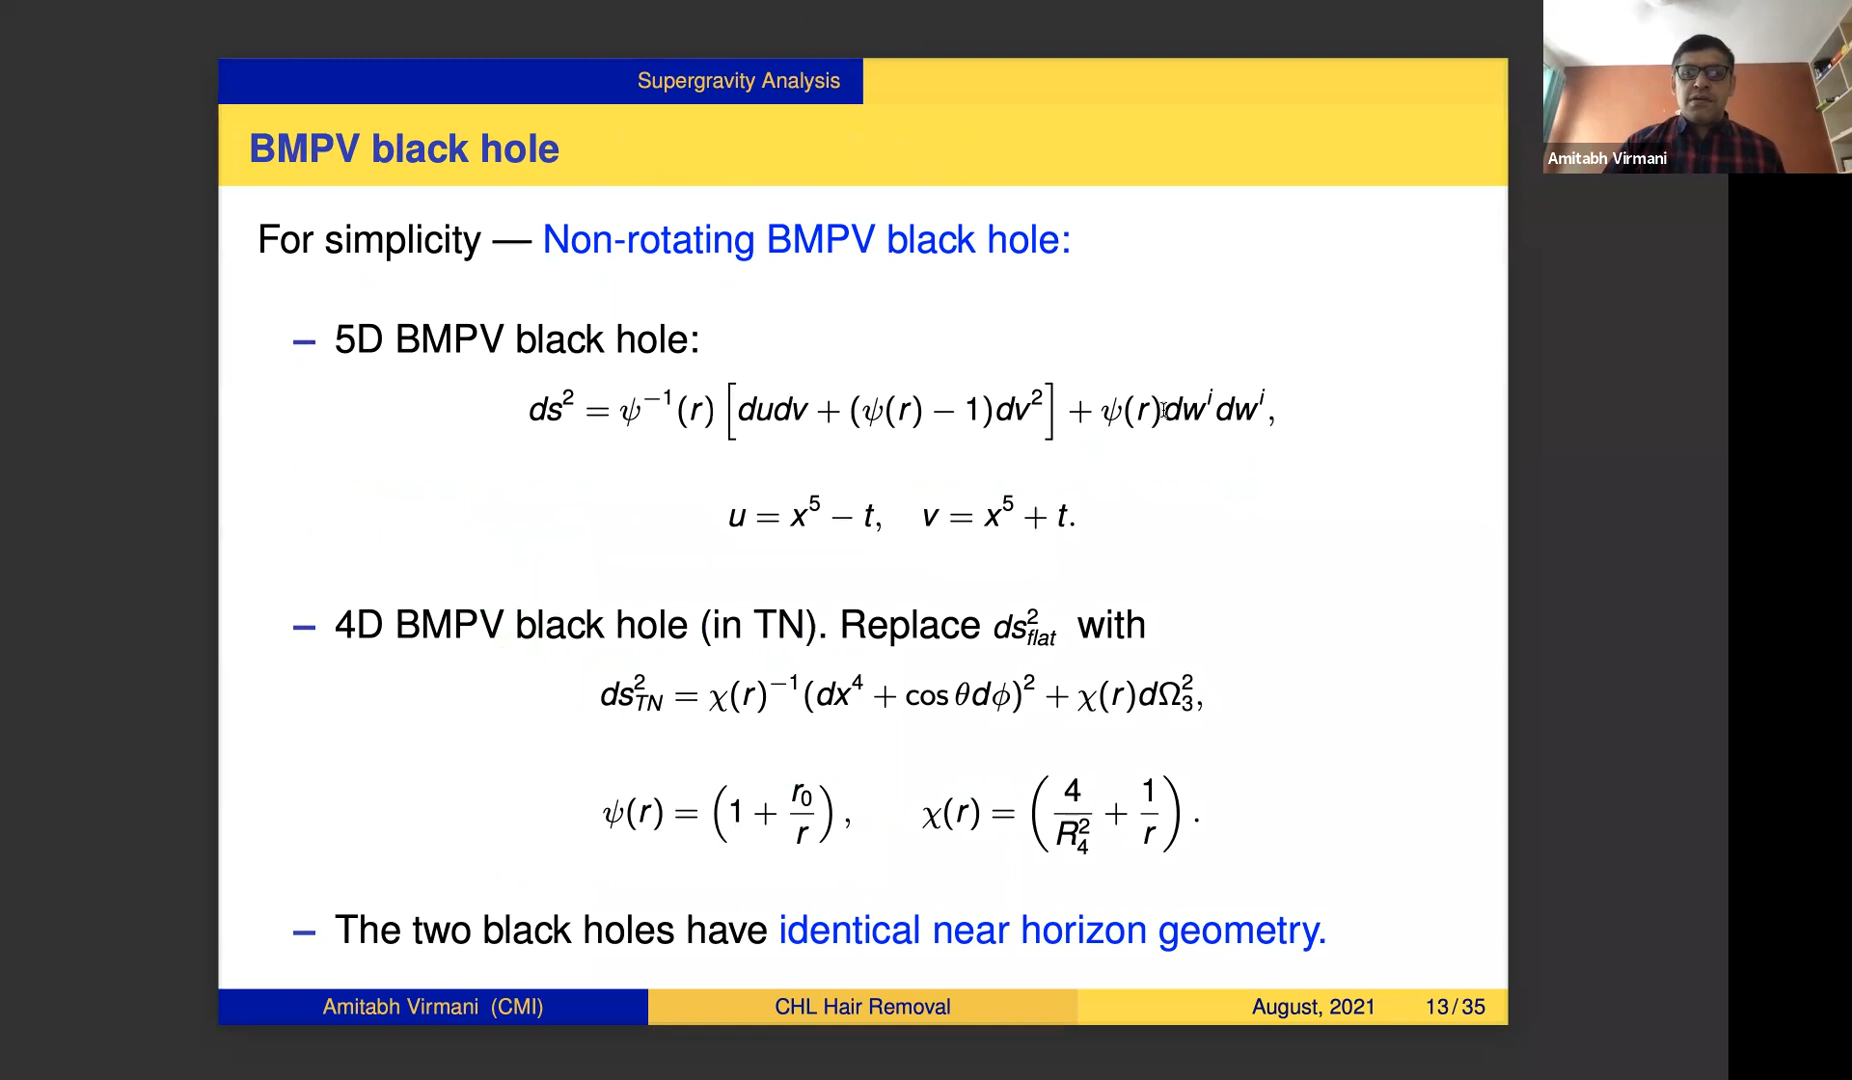 Supergravity Analysis
BMPV black hole
For simplicity — Non-rotating BMPV black hole:
– 5D BMPV black hole:
ds² = ψ⁻¹(r) [dudv + (ψ(r) − 1)dv²] + ψ(r)dwⁱdwⁱ,
u = x⁵ − t, v = x⁵ + t.
– 4D BMPV black hole (in TN). Replace ds²_flat with
ds²_TN = χ(r)⁻¹(dx⁴ + cos θdϕ)² + χ(r)dΩ₃²,
ψ(r) = (1 + r₀/r), χ(r) = (4/R₄² + 1/r).
– The two black holes have identical near horizon geometry.
Amitabh Virmani (CMI) CHL Hair Removal August, 2021 13/35
Amitabh Virmani